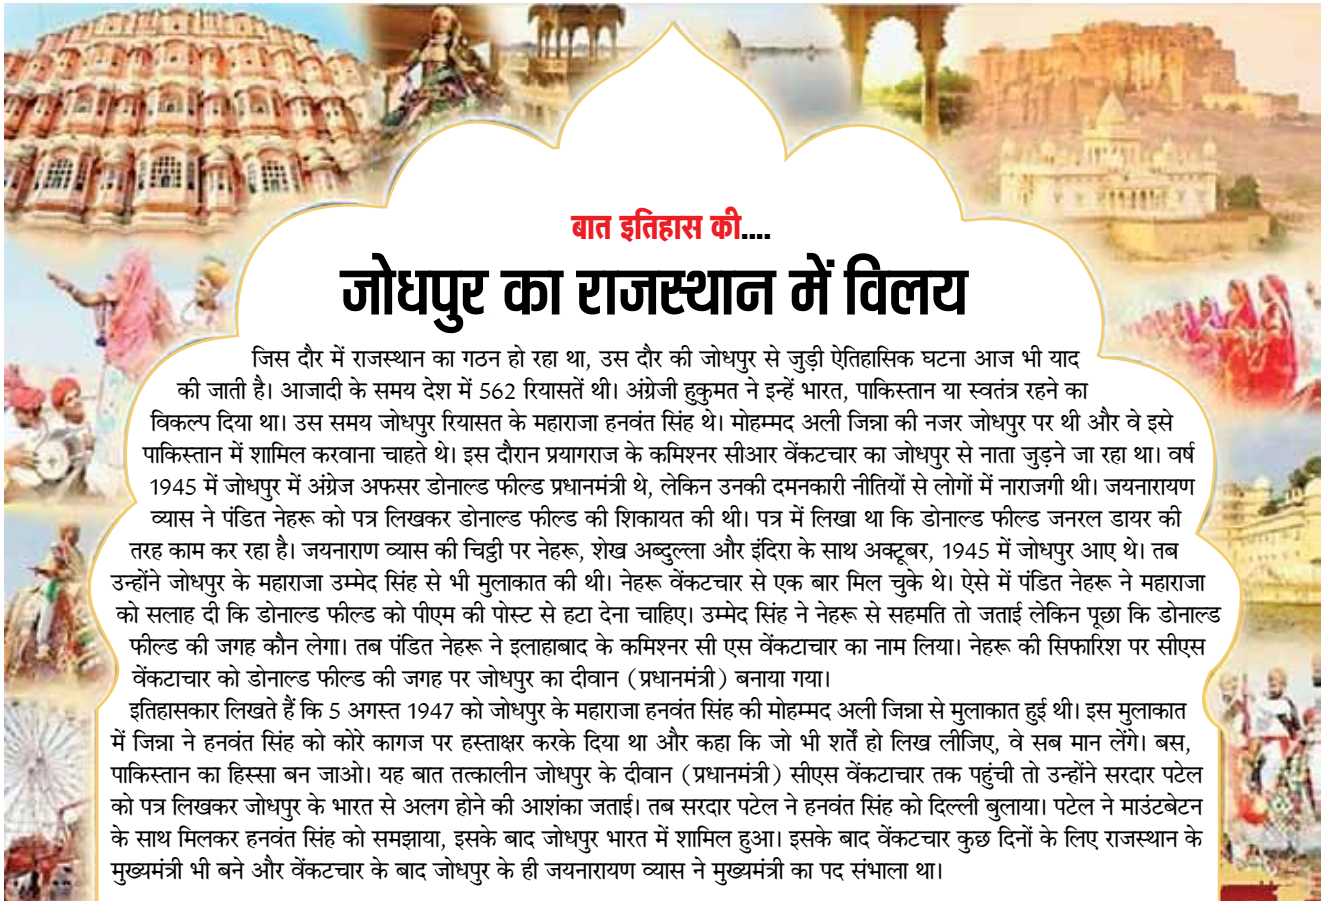 बात इतिहास की....
जोधपुर का राजस्थान में विलय
जिस दौर में राजस्थान का गठन हो रहा था, उस दौर की जोधपुर से जुड़ी ऐतिहासिक घटना आज भी याद
की जाती है। आजादी के समय देश में 562 रियासतें थी। अंग्रेजी हुकुमत ने इन्हें भारत, पाकिस्तान या स्वतंत्र रहने का
विकल्प दिया था। उस समय जोधपुर रियासत के महाराजा हनवंत सिंह थे। मोहम्मद अली जिन्ना की नजर जोधपुर पर थी और वे इसे
पाकिस्तान में शामिल करवाना चाहते थे। इस दौरान प्रयागराज के कमिश्नर सीआर वेंकटचार का जोधपुर से नाता जुड़ने जा रहा था। वर्ष
1945 में जोधपुर में अंग्रेज अफसर डोनाल्ड फील्ड प्रधानमंत्री थे, लेकिन उनकी दमनकारी नीतियों से लोगों में नाराजगी थी। जयनारायण
व्यास ने पंडित नेहरू को पत्र लिखकर डोनाल्ड फील्ड की शिकायत की थी। पत्र में लिखा था कि डोनाल्ड फील्ड जनरल डायर की
तरह काम कर रहा है। जयनाराण व्यास की चिट्ठी पर नेहरू, शेख अब्दुल्ला और इंदिरा के साथ अक्टूबर, 1945 में जोधपुर आए थे। तब
उन्होंने जोधपुर के महाराजा उम्मेद सिंह से भी मुलाकात की थी। नेहरू वेंकटचार से एक बार मिल चुके थे। ऐसे में पंडित नेहरू ने महाराजा
को सलाह दी कि डोनाल्ड फील्ड को पीएम की पोस्ट से हटा देना चाहिए। उम्मेद सिंह ने नेहरू से सहमति तो जताई लेकिन पूछा कि डोनाल्ड
फील्ड की जगह कौन लेगा। तब पंडित नेहरू ने इलाहाबाद के कमिश्नर सी एस वेंकटाचार का नाम लिया। नेहरू की सिफारिश पर सीएस
वेंकटाचार को डोनाल्ड फील्ड की जगह पर जोधपुर का दीवान (प्रधानमंत्री) बनाया गया।
इतिहासकार लिखते हैं कि 5 अगस्त 1947 को जोधपुर के महाराजा हनवंत सिंह की मोहम्मद अली जिन्ना से मुलाकात हुई थी। इस मुलाकात
में जिन्ना ने हनवंत सिंह को कोरे कागज पर हस्ताक्षर करके दिया था और कहा कि जो भी शर्तें हो लिख लीजिए, वे सब मान लेंगे। बस,
पाकिस्तान का हिस्सा बन जाओ। यह बात तत्कालीन जोधपुर के दीवान (प्रधानमंत्री) सीएस वेंकटाचार तक पहुंची तो उन्होंने सरदार पटेल
को पत्र लिखकर जोधपुर के भारत से अलग होने की आशंका जताई। तब सरदार पटेल ने हनवंत सिंह को दिल्ली बुलाया। पटेल ने माउंटबेटन
के साथ मिलकर हनवंत सिंह को समझाया, इसके बाद जोधपुर भारत में शामिल हुआ। इसके बाद वेंकटचार कुछ दिनों के लिए राजस्थान के
मुख्यमंत्री भी बने और वेंकटचार के बाद जोधपुर के ही जयनारायण व्यास ने मुख्यमंत्री का पद संभाला था।